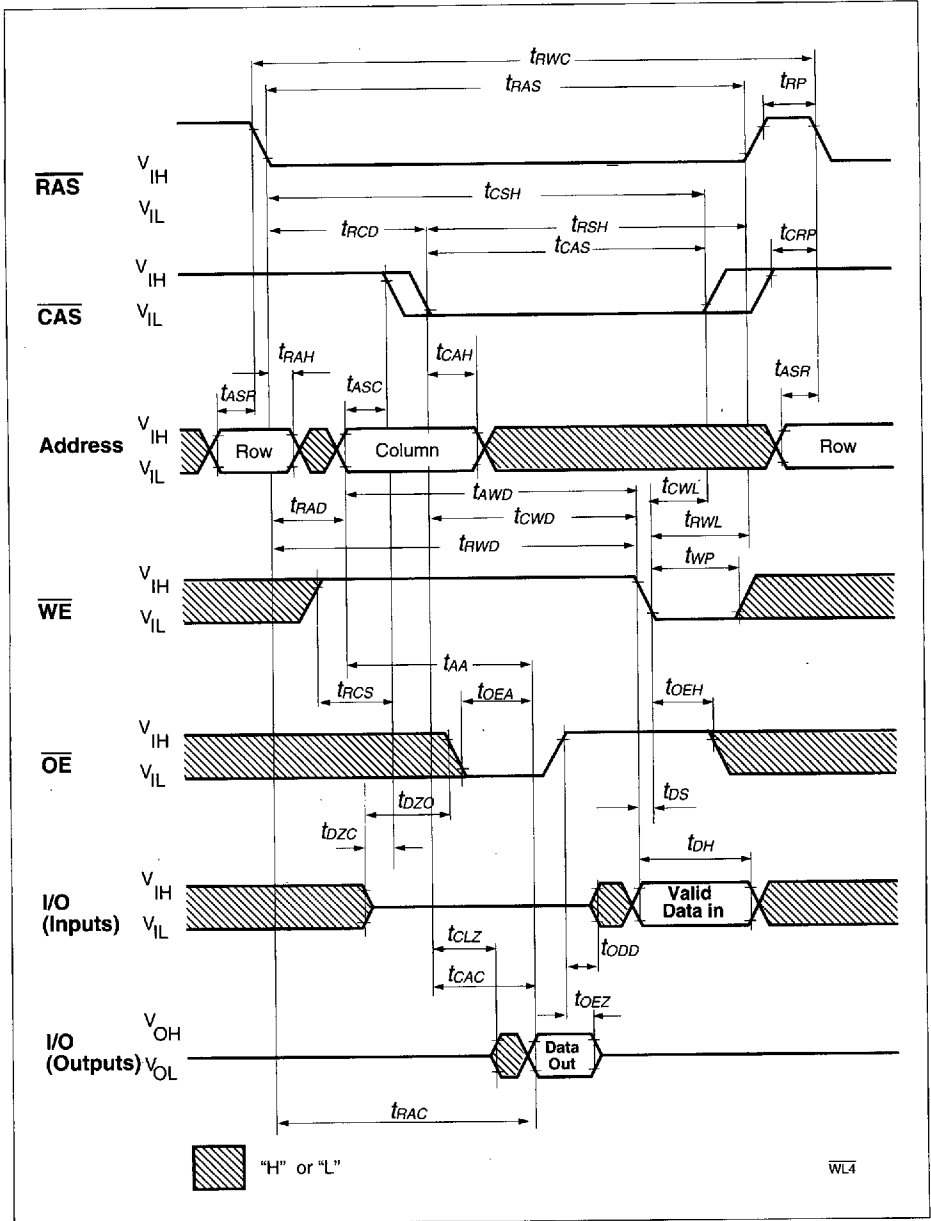 tRWC
tRAS
tRP
RAS
VIH
VIL
tCSH
tRCD
tRSH
tCAS
tCRP
CAS
VIH
VIL
tRAH
tCAH
tASR
tASC
tASR
Address
VIH
VIL
Row
Column
Row
tRAD
tAWD
tCWL
tCWD
tRWL
tRWD
tWP
WE
VIH
VIL
tAA
tRCS
tOEA
tOEH
OE
VIH
VIL
tDZO
tDS
tDZC
tDH
I/O
(Inputs)
VIH
VIL
Valid
Data in
tCLZ
tODD
tCAC
tOEZ
I/O
(Outputs)
VOH
VOL
Data
Out
tRAC
"H" or "L"
WL4